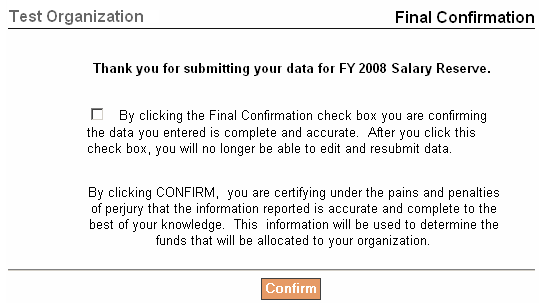 Test Organization
Final Confirmation
Thank you for submitting your data for FY 2008 Salary Reserve.
By clicking the Final Confirmation check box you are confirming
the data you entered is complete and accurate. After you click this
check box, you will no longer be able to edit and resubmit data.
By clicking CONFIRM, you are certifying under the pains and penalties
of perjury that the information reported is accurate and complete to the
best of your knowledge. This information will be used to determine the
funds that will be allocated to your organization.
Confirm